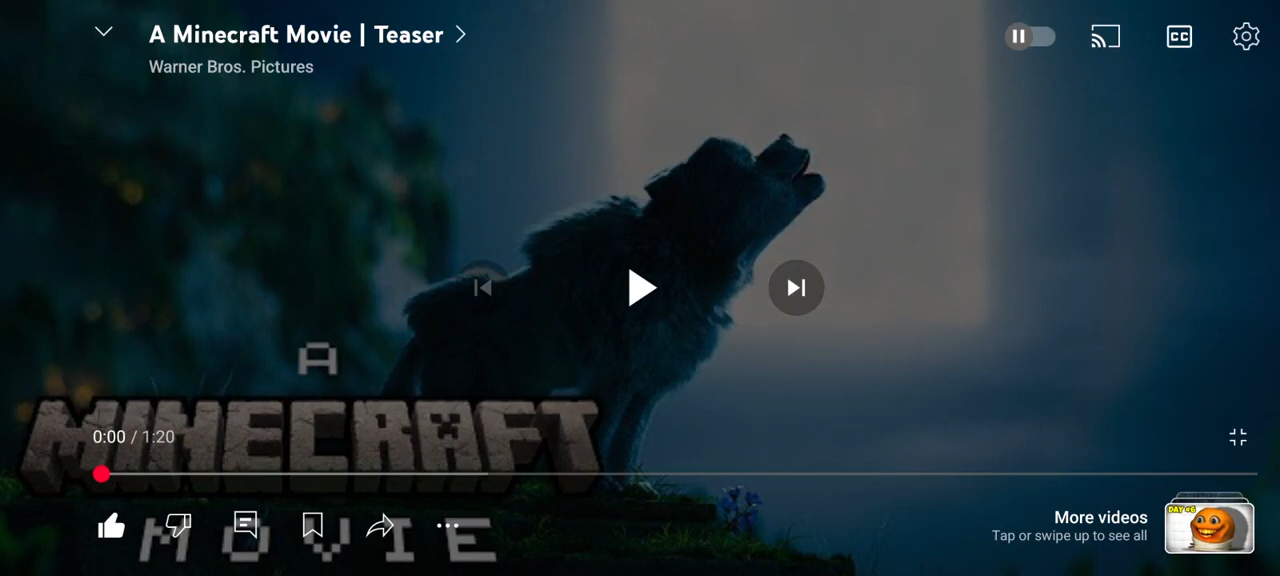 A Minecraft Movie | Teaser
Warner Bros. Pictures
CC
A
MINECRAFT
0:00 / 1:20
MOVIE
More videos
Tap or swipe up to see all
DAY #6